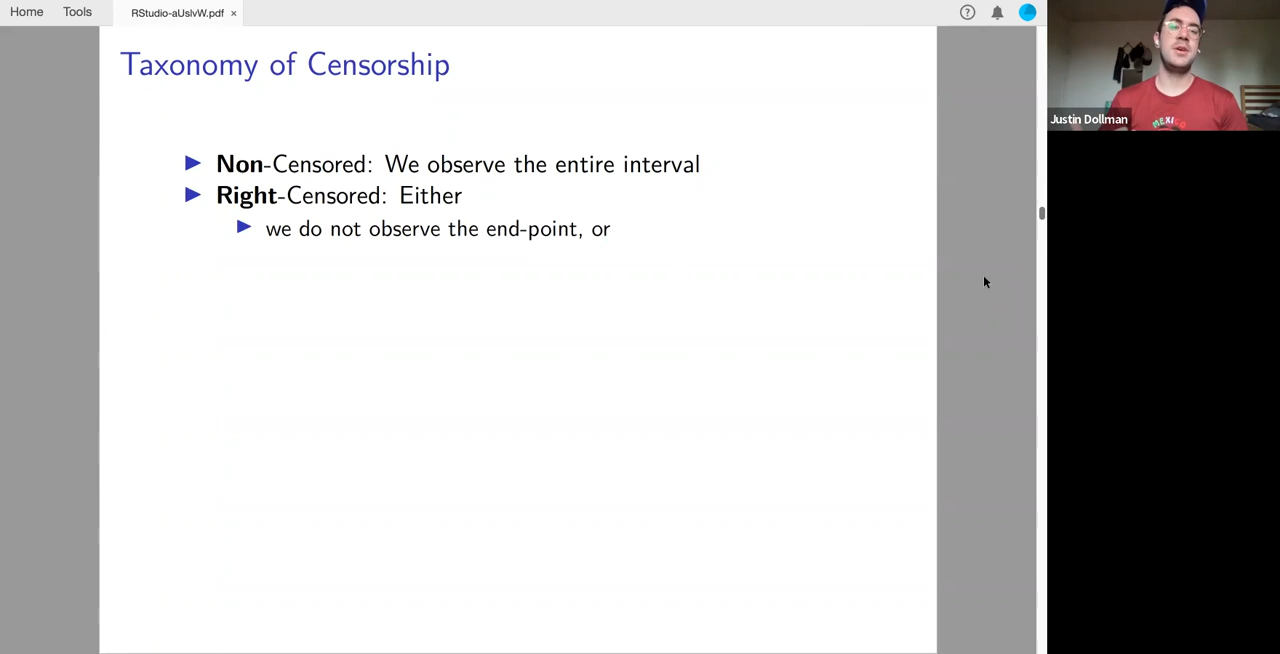 Home Tools RStudio-aUslvW.pdf ×
Taxonomy of Censorship
Non-Censored: We observe the entire interval
Right-Censored: Either
we do not observe the end-point, or
Justin Dollman
MEXICO